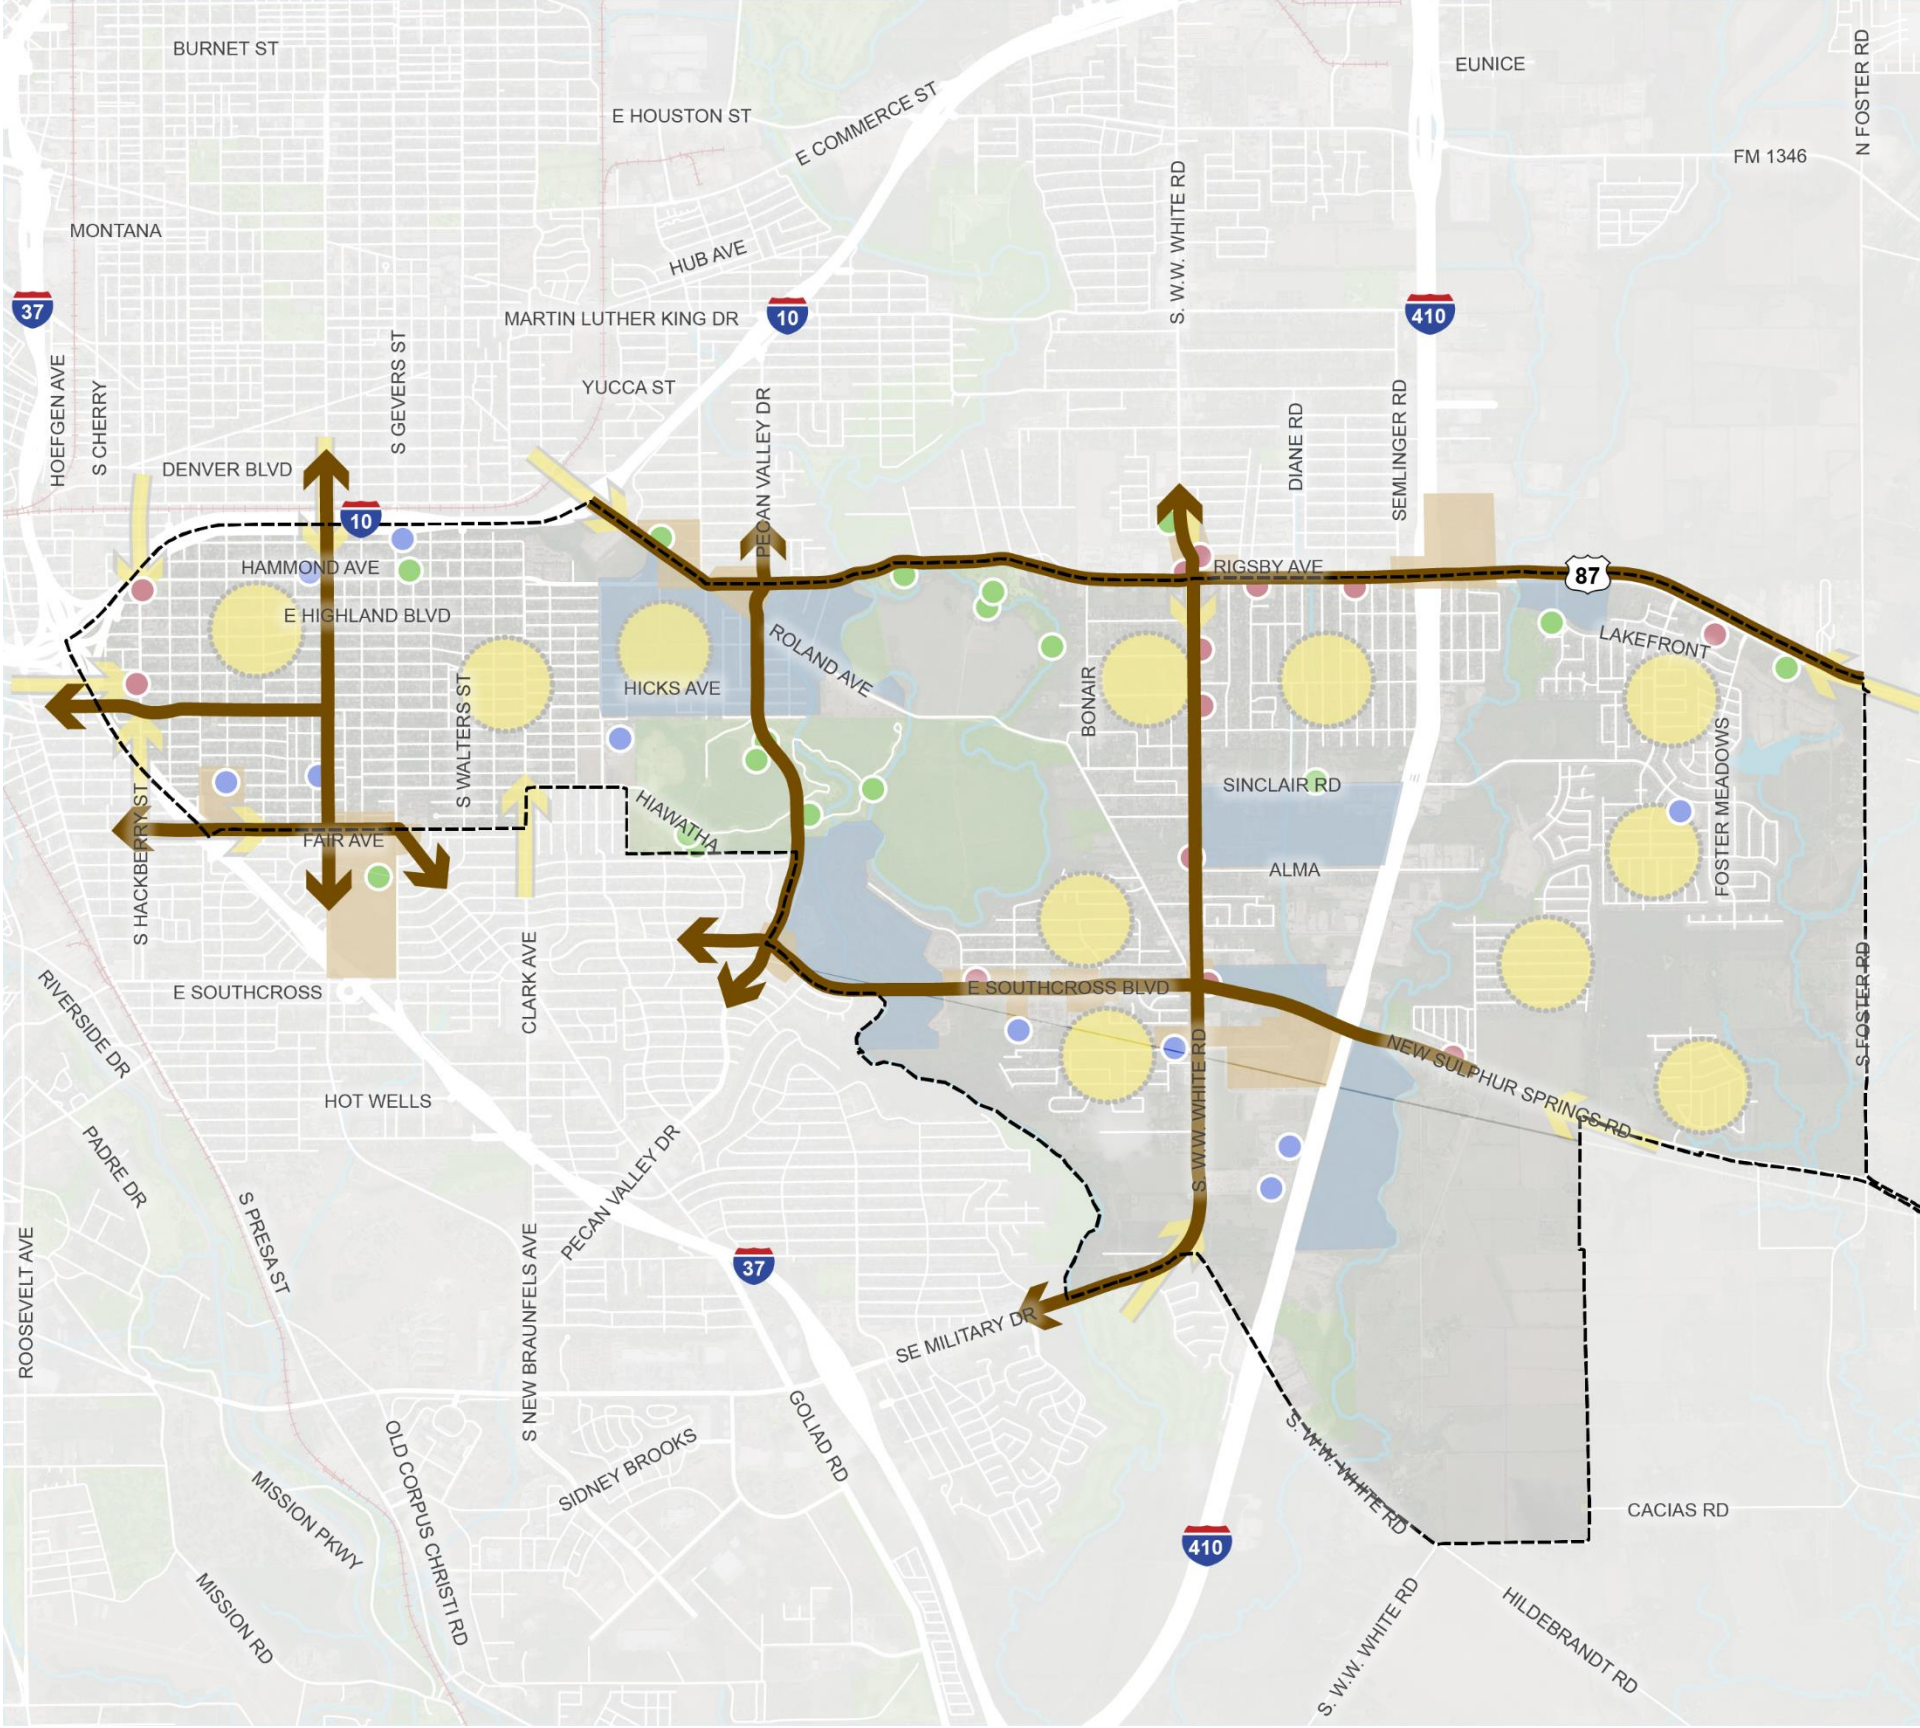 BURNET ST
EUNICE
N FOSTER RD
E HOUSTON ST
E COMMERCE ST
FM 1346
MONTANA
S. W.W. WHITE RD
HUB AVE
37
10
MARTIN LUTHER KING DR
410
HOEFGEN AVE
S CHERRY
S GEVERS ST
YUCCA ST
PECAN VALLEY DR
DIANE RD
SEMLINGER RD
DENVER BLVD
10
HAMMOND AVE
RIGSBY AVE
87
E HIGHLAND BLVD
ROLAND AVE
LAKEFRONT
HICKS AVE
BONAIR
S WALTERS ST
FOSTER MEADOWS
SINCLAIR RD
S HACKBERRY ST
HIAWATHA
FAIR AVE
ALMA
E SOUTHCROSS
CLARK AVE
E SOUTHCROSS BLVD
S FOSTER RD
RIVERSIDE DR
NEW SULPHUR SPRINGS RD
HOT WELLS
S. W.W. WHITE RD
PADRE DR
PECAN VALLEY DR
S PRESA ST
ROOSEVELT AVE
S NEW BRAUNFELS AVE
37
SE MILITARY DR
GOLIAD RD
OLD CORPUS CHRISTI RD
SIDNEY BROOKS
S. W.W. WHITE RD
MISSION PKWY
CACIAS RD
410
MISSION RD
S. W.W. WHITE RD
HILDEBRANDT RD